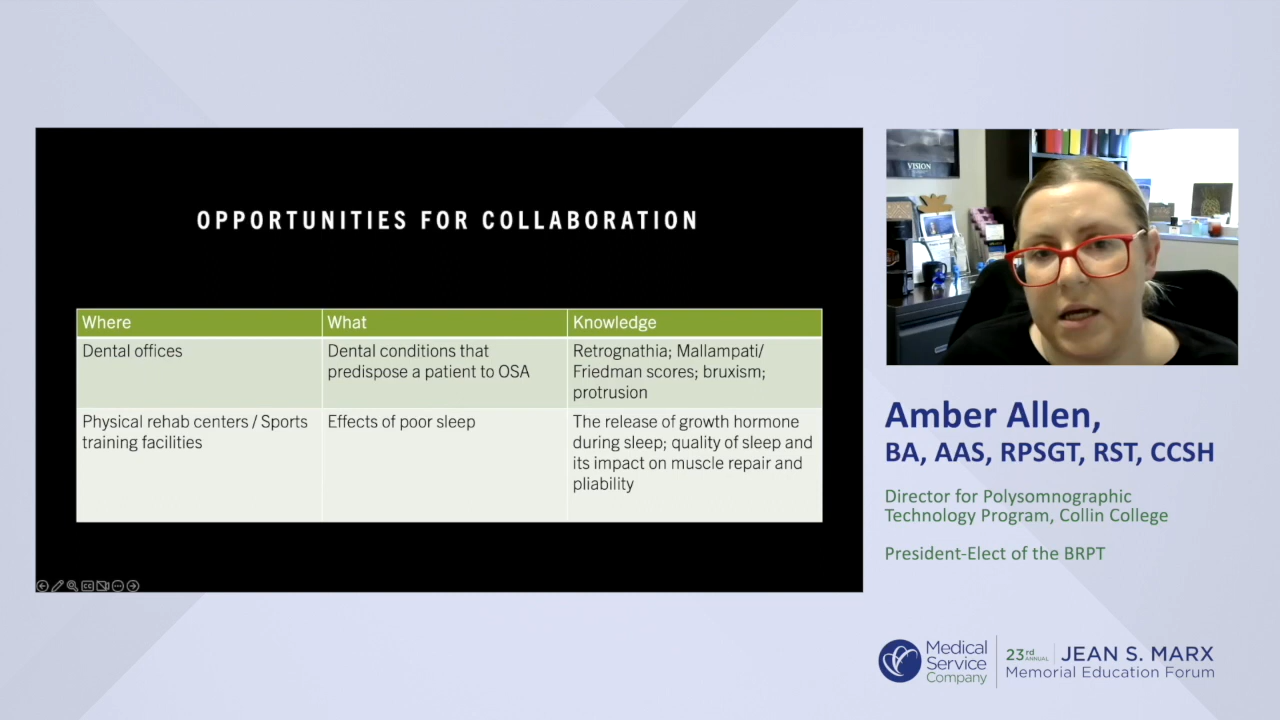 OPPORTUNITIES FOR COLLABORATION
Where
What
Knowledge
Dental offices
Dental conditions that
predispose a patient to OSA
Retrognathia; Mallampati/
Friedman scores; bruxism;
protrusion
Physical rehab centers / Sports
training facilities
Effects of poor sleep
The release of growth hormone
during sleep; quality of sleep and
its impact on muscle repair and
pliability
VISION
Amber Allen,
BA, AAS, RPSGT, RST, CCSH
Director for Polysomnographic
Technology Program, Collin College
President-Elect of the BRPT
Medical
Service
Company
23rd ANNUAL
JEAN S. MARX
Memorial Education Forum